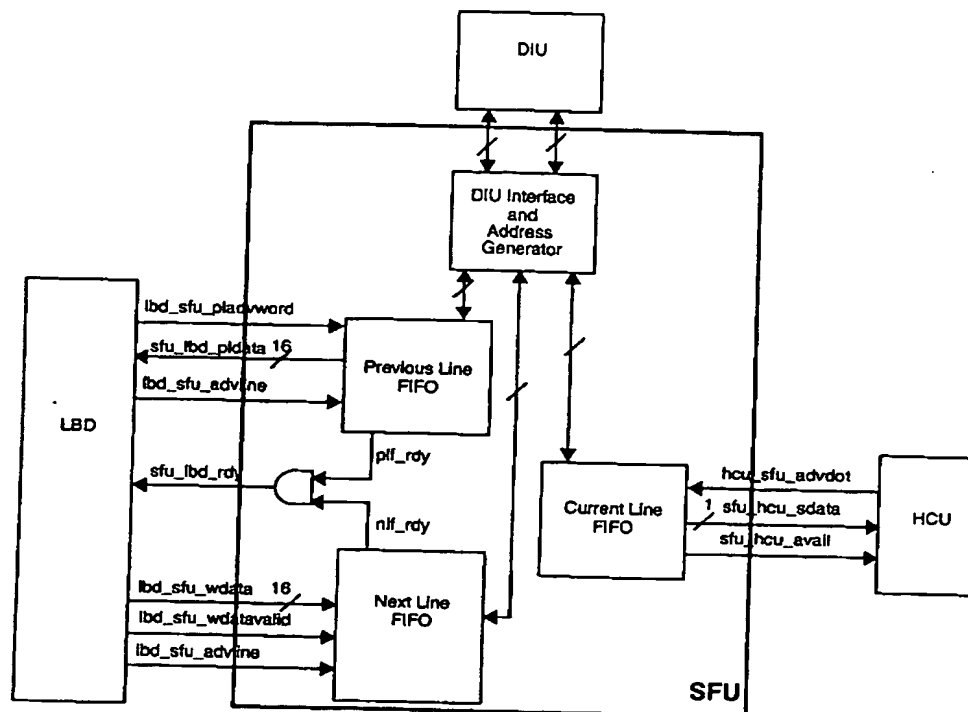 DIU
DIU Interface
and
Address
Generator
lbd_sfu_pladvword
sfu_lbd_pldata 16
lbd_sfu_advline
Previous Line
FIFO
LBD
plf_rdy
sfu_lbd_rdy
nlf_rdy
hcu_sfu_advdot
1 sfu_hcu_sdata
sfu_hcu_avail
Current Line
FIFO
HCU
lbd_sfu_wdata 16
lbd_sfu_wdatavalid
lbd_sfu_advline
Next Line
FIFO
SFU